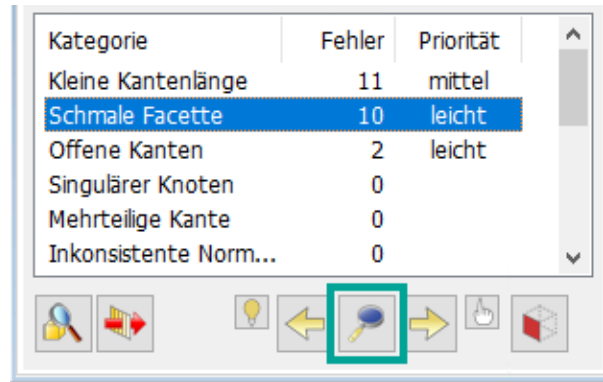 Kategorie Fehler Priorität
Kleine Kantenlänge 11 mittel
Schmale Facette 10 leicht
Offene Kanten 2 leicht
Singulärer Knoten 0
Mehrteilige Kante 0
Inkonsistente Norm... 0